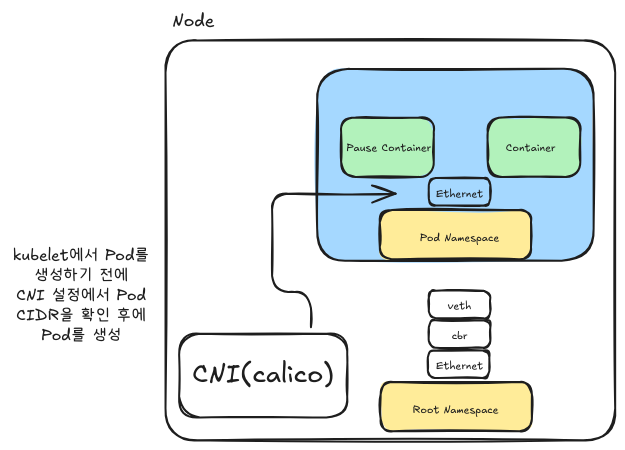 Node
Pause Container
Container
Ethernet
Pod Namespace
kubelet에서 Pod를
생성하기 전에
CNI 설정에서 Pod
CIDR을 확인 후에
Pod를 생성
veth
cbr
Ethernet
CNI(calico)
Root Namespace